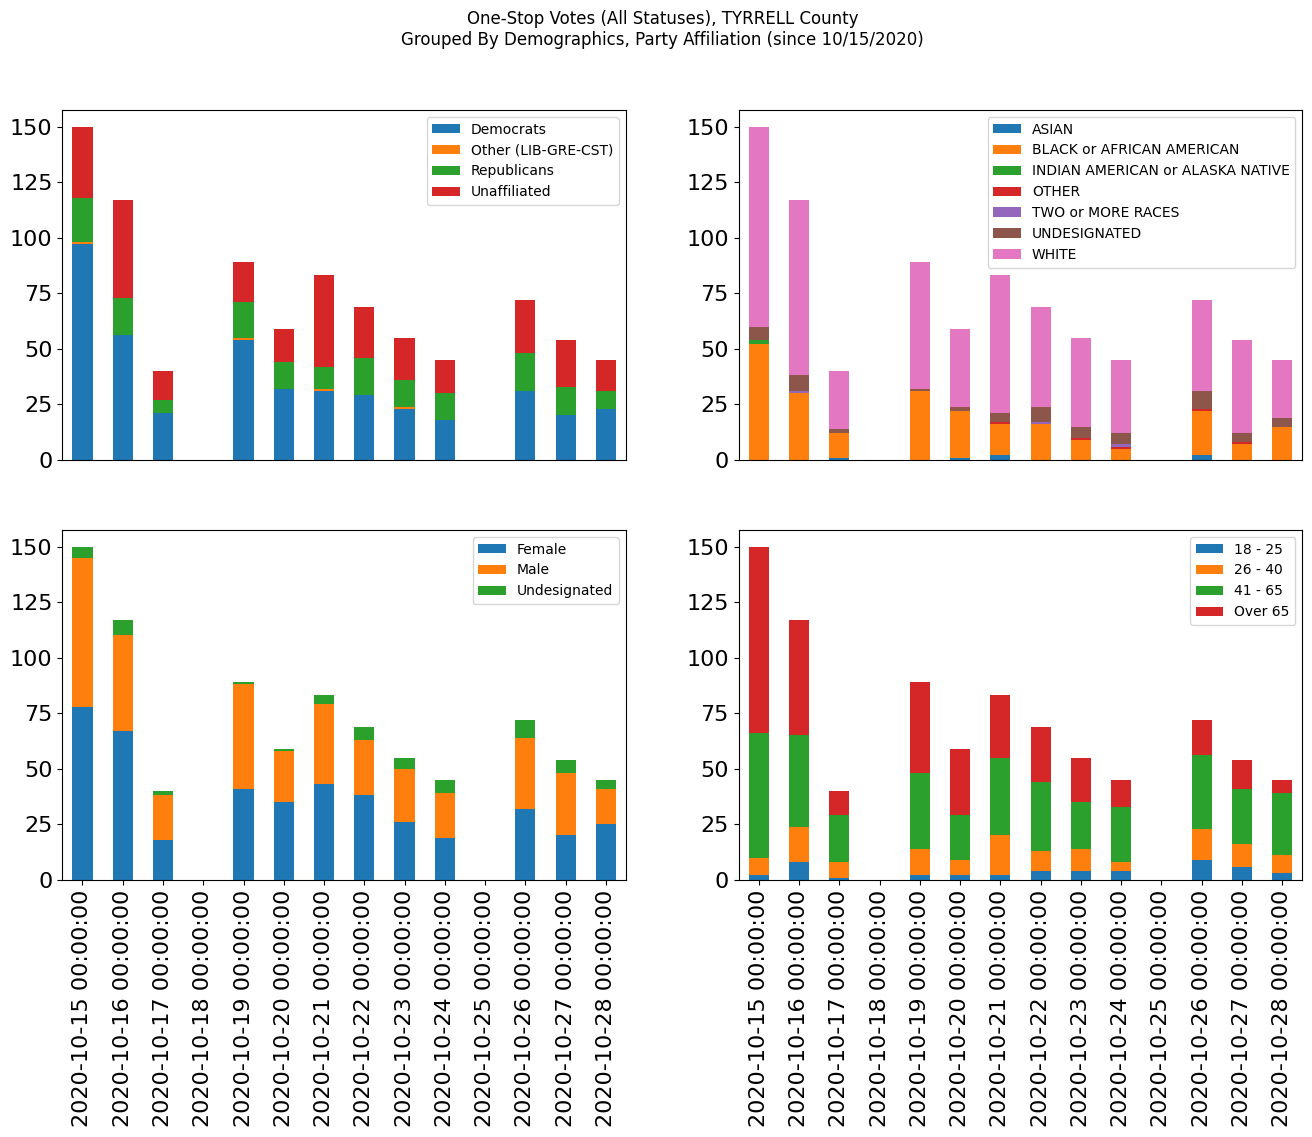 One-Stop Votes (All Statuses), TYRRELL County
Grouped By Demographics, Party Affiliation (since 10/15/2020)
150
125
100
75
50
25
0
Democrats
Other (LIB-GRE-CST)
Republicans
Unaffiliated
150
125
100
75
50
25
0
ASIAN
BLACK or AFRICAN AMERICAN
INDIAN AMERICAN or ALASKA NATIVE
OTHER
TWO or MORE RACES
UNDESIGNATED
WHITE
150
125
100
75
50
25
0
Female
Male
Undesignated
2020-10-15 00:00:00
2020-10-16 00:00:00
2020-10-17 00:00:00
2020-10-18 00:00:00
2020-10-19 00:00:00
2020-10-20 00:00:00
2020-10-21 00:00:00
2020-10-22 00:00:00
2020-10-23 00:00:00
2020-10-24 00:00:00
2020-10-25 00:00:00
2020-10-26 00:00:00
2020-10-27 00:00:00
2020-10-28 00:00:00
150
125
100
75
50
25
0
18 - 25
26 - 40
41 - 65
Over 65
2020-10-15 00:00:00
2020-10-16 00:00:00
2020-10-17 00:00:00
2020-10-18 00:00:00
2020-10-19 00:00:00
2020-10-20 00:00:00
2020-10-21 00:00:00
2020-10-22 00:00:00
2020-10-23 00:00:00
2020-10-24 00:00:00
2020-10-25 00:00:00
2020-10-26 00:00:00
2020-10-27 00:00:00
2020-10-28 00:00:00